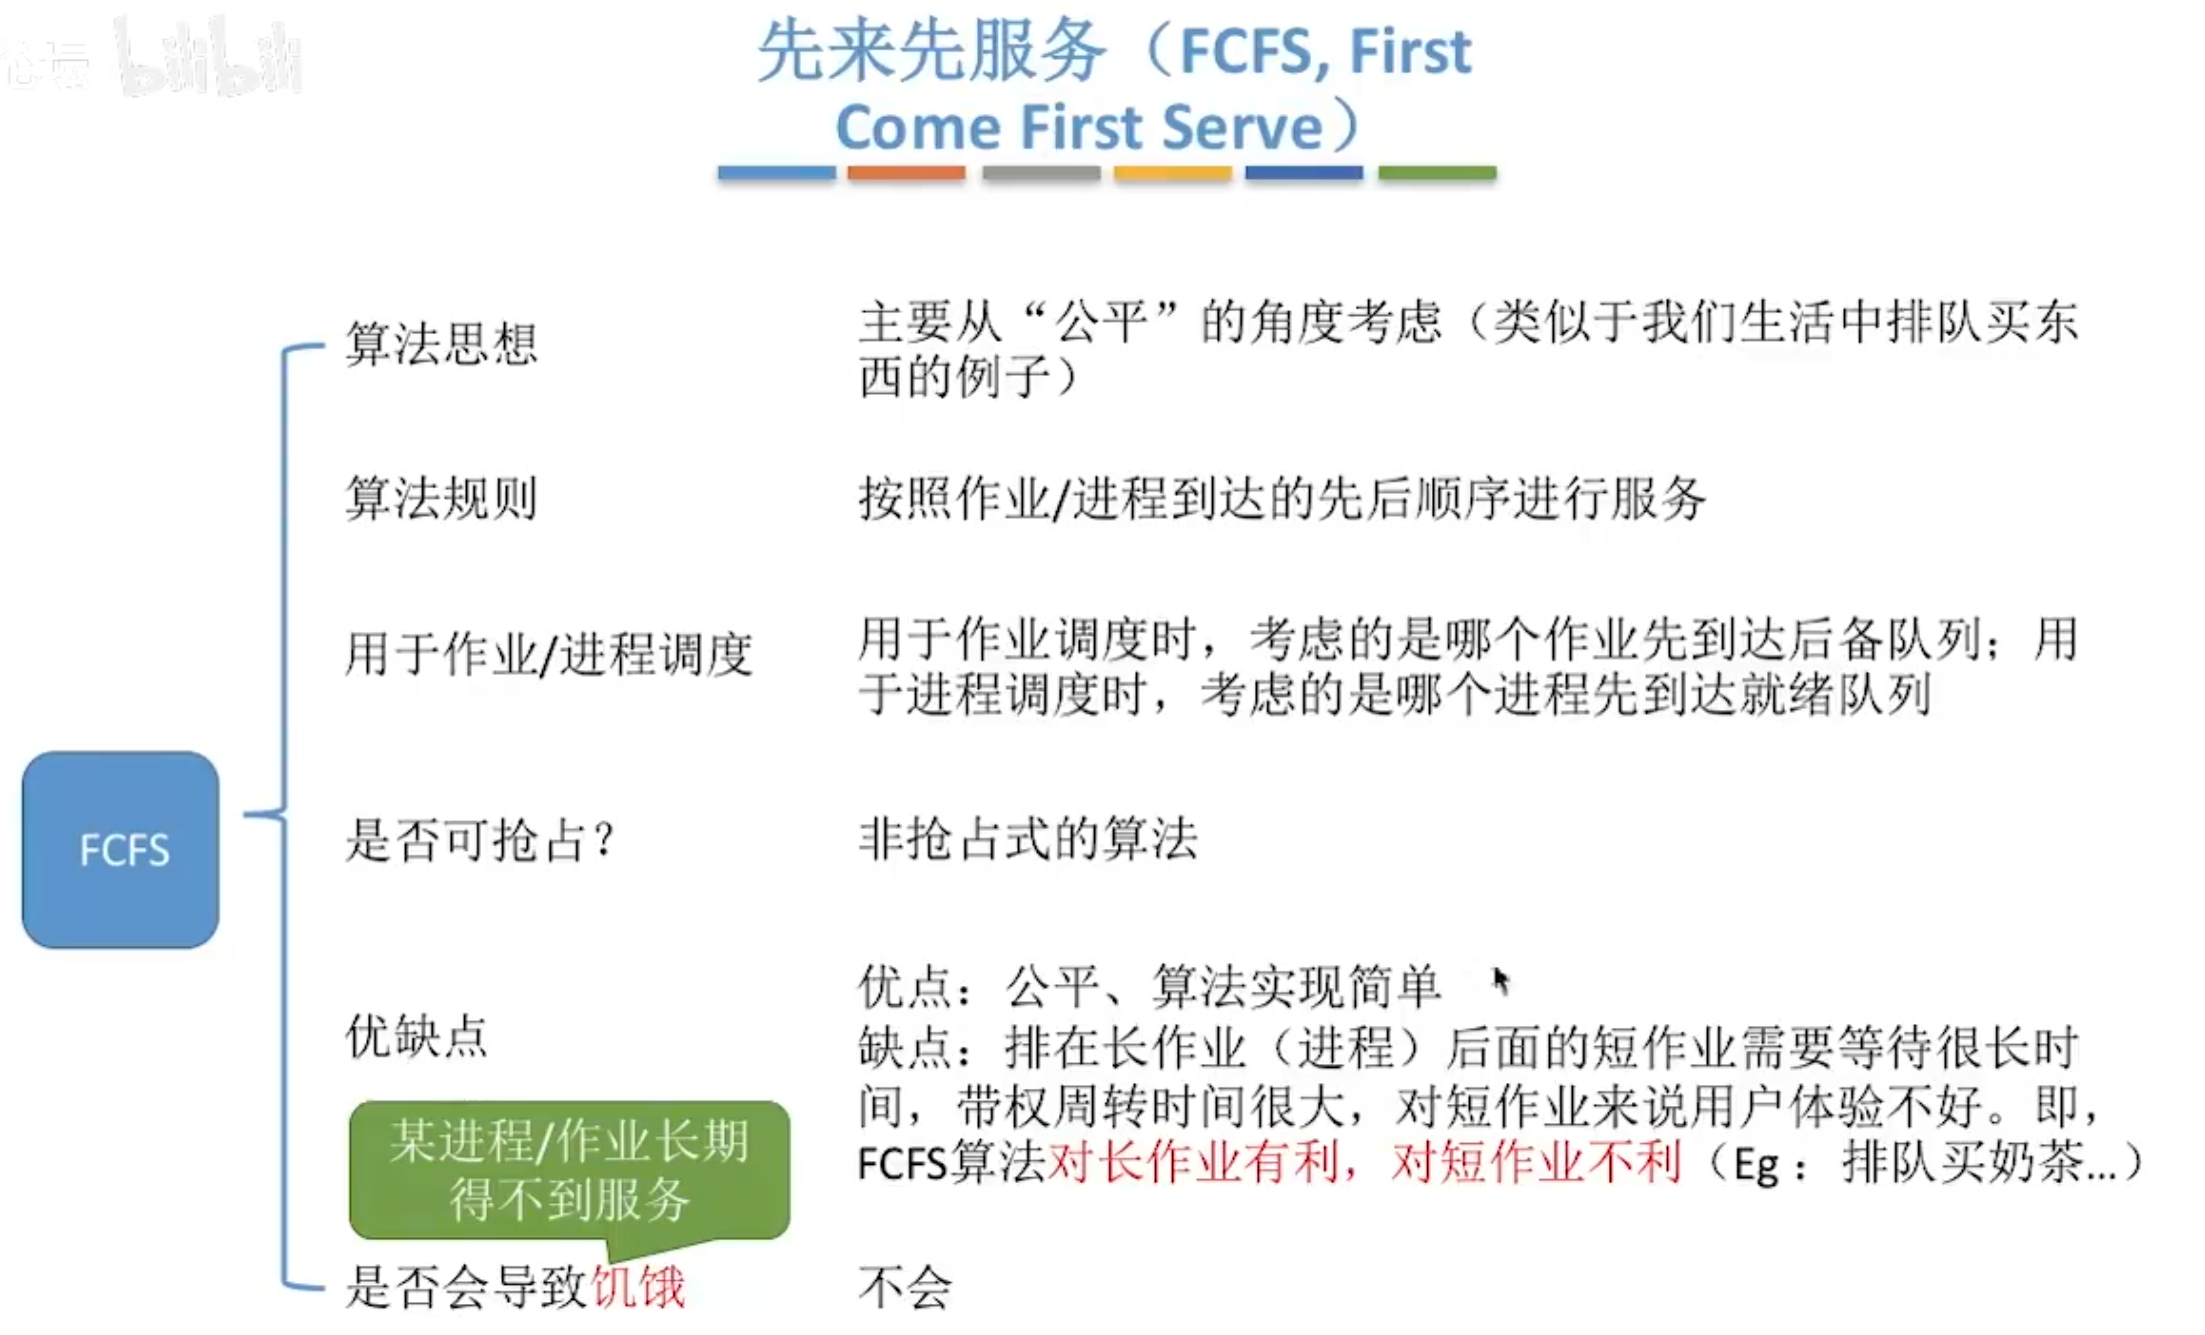 bilibili
先来先服务（FCFS, First
Come First Serve）
算法思想
主要从“公平”的角度考虑（类似于我们生活中排队买东
西的例子）
算法规则
按照作业/进程到达的先后顺序进行服务
用于作业/进程调度
用于作业调度时，考虑的是哪个作业先到达后备队列；用
于进程调度时，考虑的是哪个进程先到达就绪队列
FCFS
是否可抢占？
非抢占式的算法
优缺点
优点：公平、算法实现简单
缺点：排在长作业（进程）后面的短作业需要等待很长时
间，带权周转时间很大，对短作业来说用户体验不好。即，
FCFS算法对长作业有利，对短作业不利（Eg：排队买奶茶…）
某进程/作业长期
得不到服务
是否会导致饥饿
不会